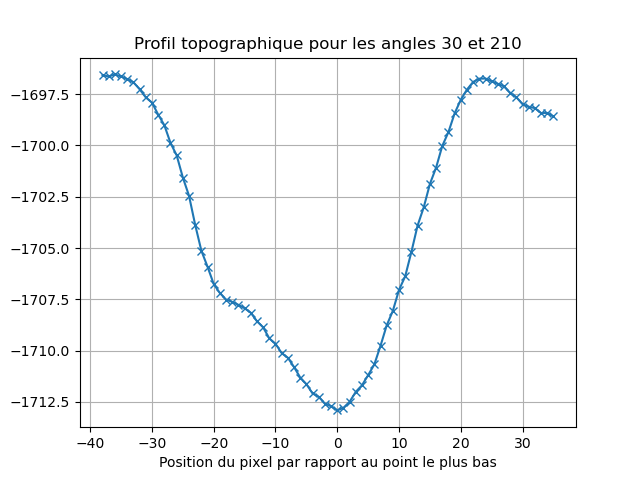 Profil topographique pour les angles 30 et 210
−1697.5
−1700.0
−1702.5
−1705.0
−1707.5
−1710.0
−1712.5
−40 −30 −20 −10 0 10 20 30
Position du pixel par rapport au point le plus bas